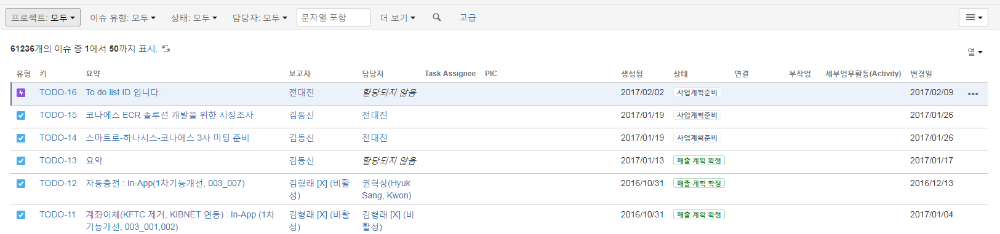 프로젝트: 모두 이슈 유형: 모두 상태: 모두 담당자: 모두 문자열 포함 더 보기 고급
61236개의 이슈 중 1에서 50까지 표시.
열
유형 키 요약 보고자 담당자 Task Assignee PIC 생성됨 상태 연결 부작업 세부업무활동(Activity) 변경일
TODO-16 To do list ID 입니다. 전대진 할당되지 않음 2017/02/02 사업계획준비 2017/02/09
TODO-15 코나에스 ECR 솔루션 개발을 위한 시장조사 김동신 전대진 2017/01/19 사업계획준비 2017/01/26
TODO-14 스마트로-하나시스-코나에스 3사 미팅 준비 김동신 전대진 2017/01/19 사업계획준비 2017/01/26
TODO-13 요약 김동신 할당되지 않음 2017/01/13 매출 계획 확정 2017/01/17
TODO-12 자동충전 : In-App(1차기능개선, 003_007) 김형래 [X] (비활 권혁상(Hyuk 2016/10/31 매출 계획 확정 2016/12/13
성) Sang, Kwon)
TODO-11 계좌이체(KFTC 제거, KIBNET 연동) : In-App (1차 김형래 [X] (비활 김형래 [X] (비 2016/10/31 매출 계획 확정 2017/01/04
기능개선, 003_001,002) 성) 활성)